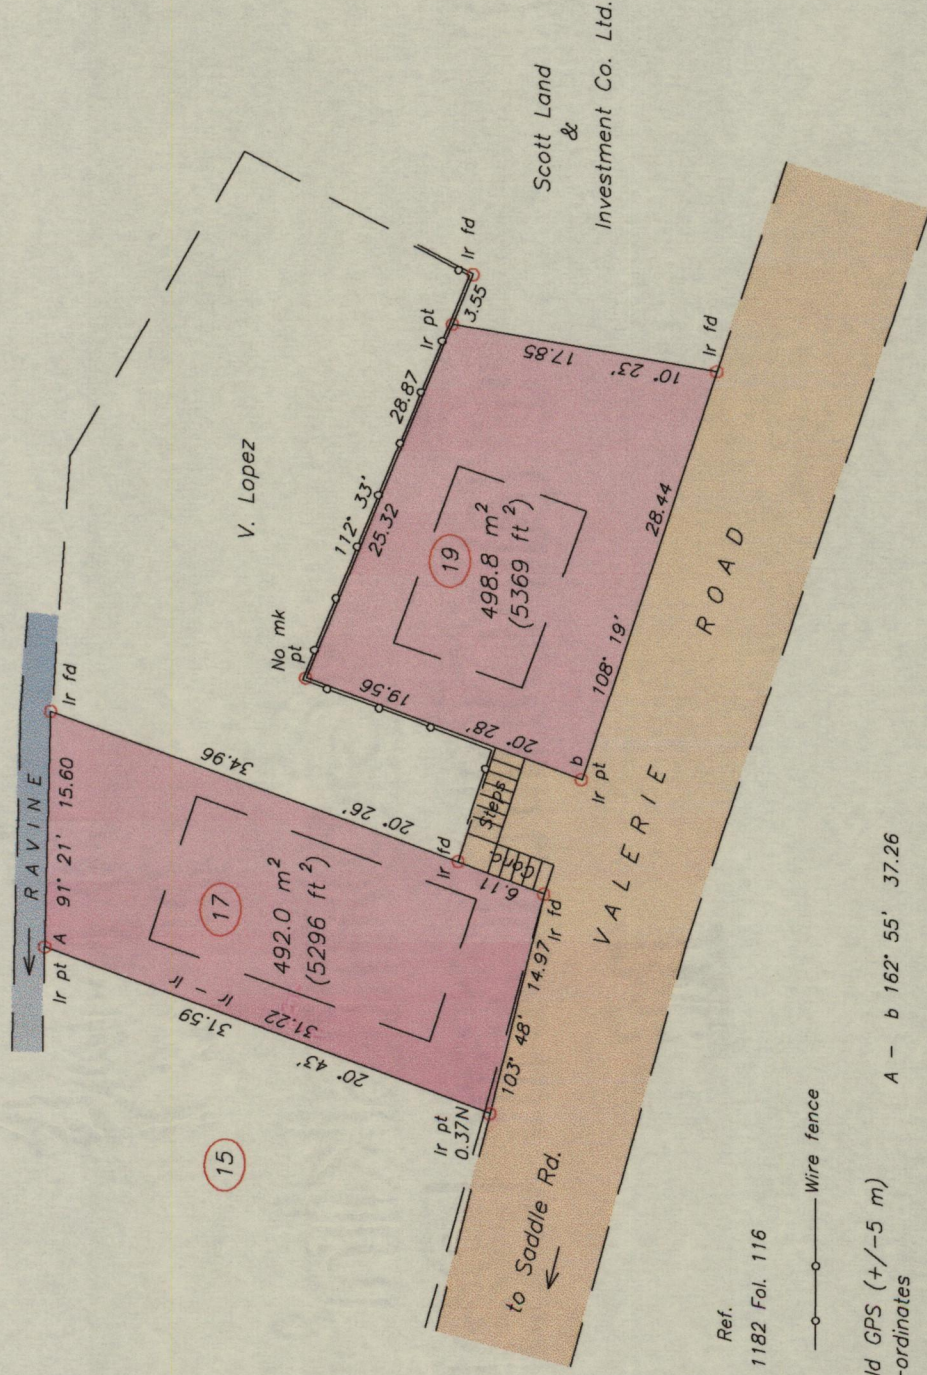 ← RAVINE
Ir pt
A
91° 21'
15.60
Ir fd
V. Lopez
Scott Land
&
Investment Co. Ltd.
31.59
Ir - Ir
31.22
20° 43'
17
492.0 m²
(5296 ft²)
34.96
20° 26'
Ir fd
6.11
Conc.
Steps
Ir fd
103° 48'
14.97
Ir pt
0.37N
15
No mk
pt
112° 33'
28.87
25.32
Ir pt
3.55
Ir fd
19.56
20° 28'
b
Ir pt
19
498.8 m²
(5369 ft²)
17.85
10° 23'
Ir fd
108° 19'
28.44
VALERIE ROAD
to Saddle Rd.
←
Ref.
1182 Fol. 116
Wire fence
A - b 162° 55' 37.26
GPS (+/-5 m)
-ordinates